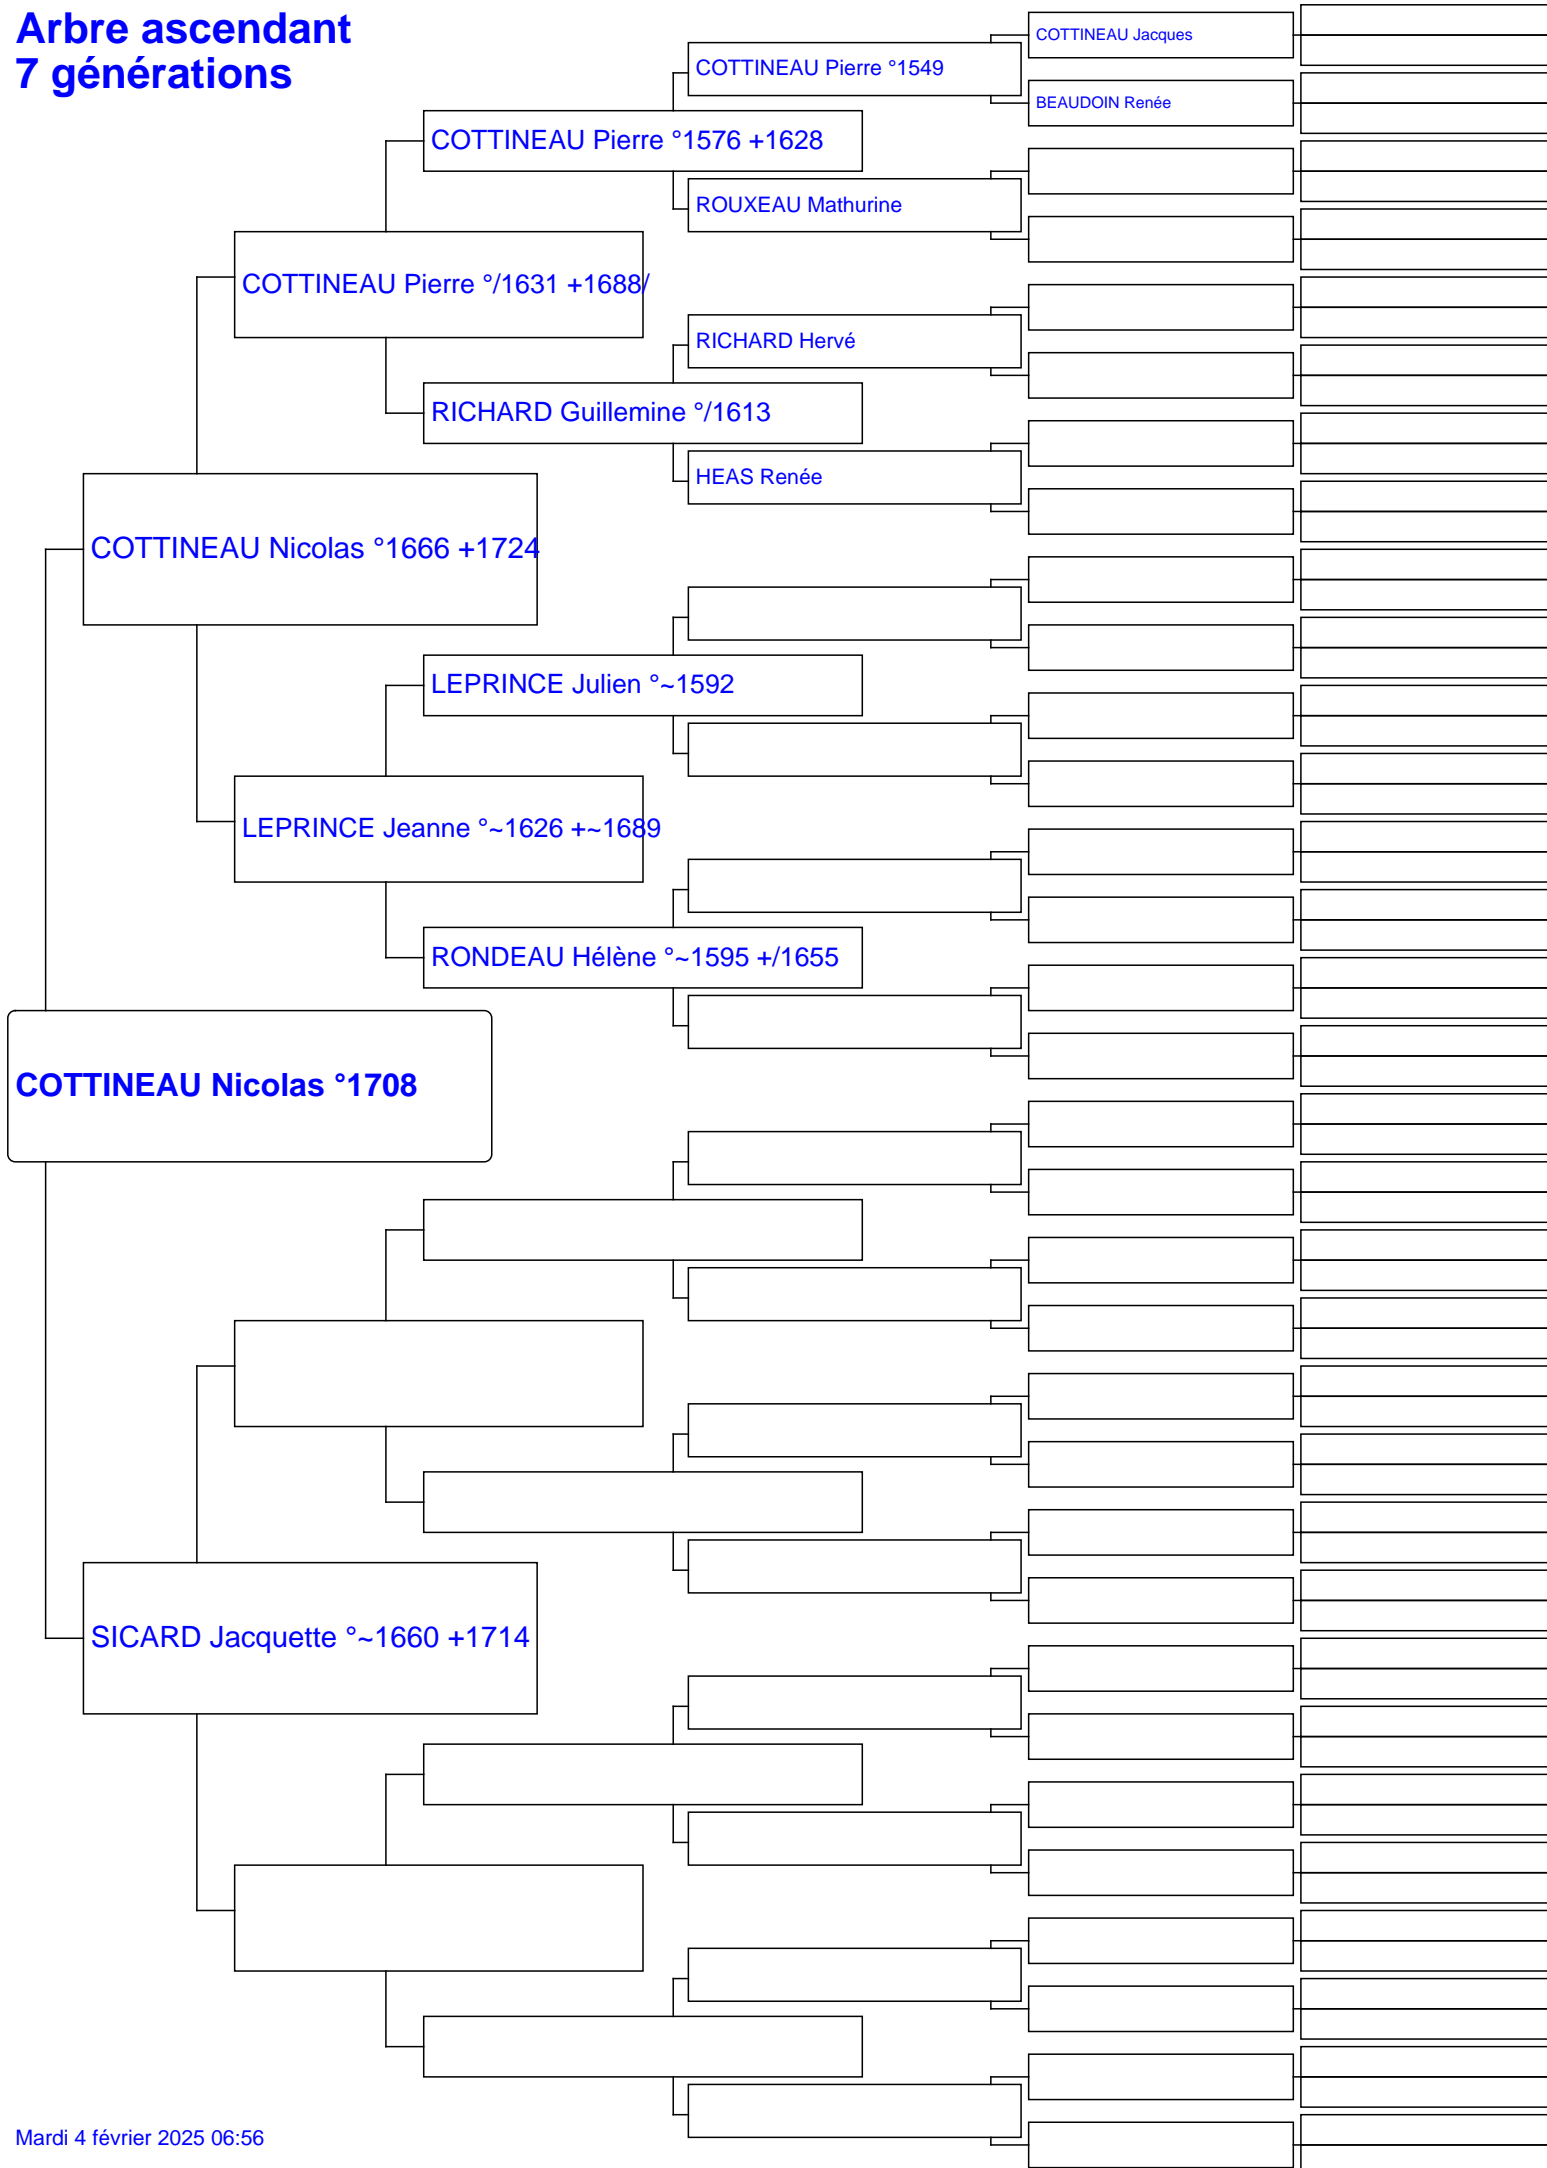 Arbre ascendant
7 générations
COTTINEAU Jacques
COTTINEAU Pierre °1549
BEAUDOIN Renée
COTTINEAU Pierre °1576 +1628
ROUXEAU Mathurine
COTTINEAU Pierre °/1631 +1688/
RICHARD Hervé
RICHARD Guillemine °/1613
HEAS Renée
COTTINEAU Nicolas °1666 +1724
LEPRINCE Julien °~1592
LEPRINCE Jeanne °~1626 +~1689
RONDEAU Hélène °~1595 +/1655
COTTINEAU Nicolas °1708
SICARD Jacquette °~1660 +1714
Mardi 4 février 2025 06:56